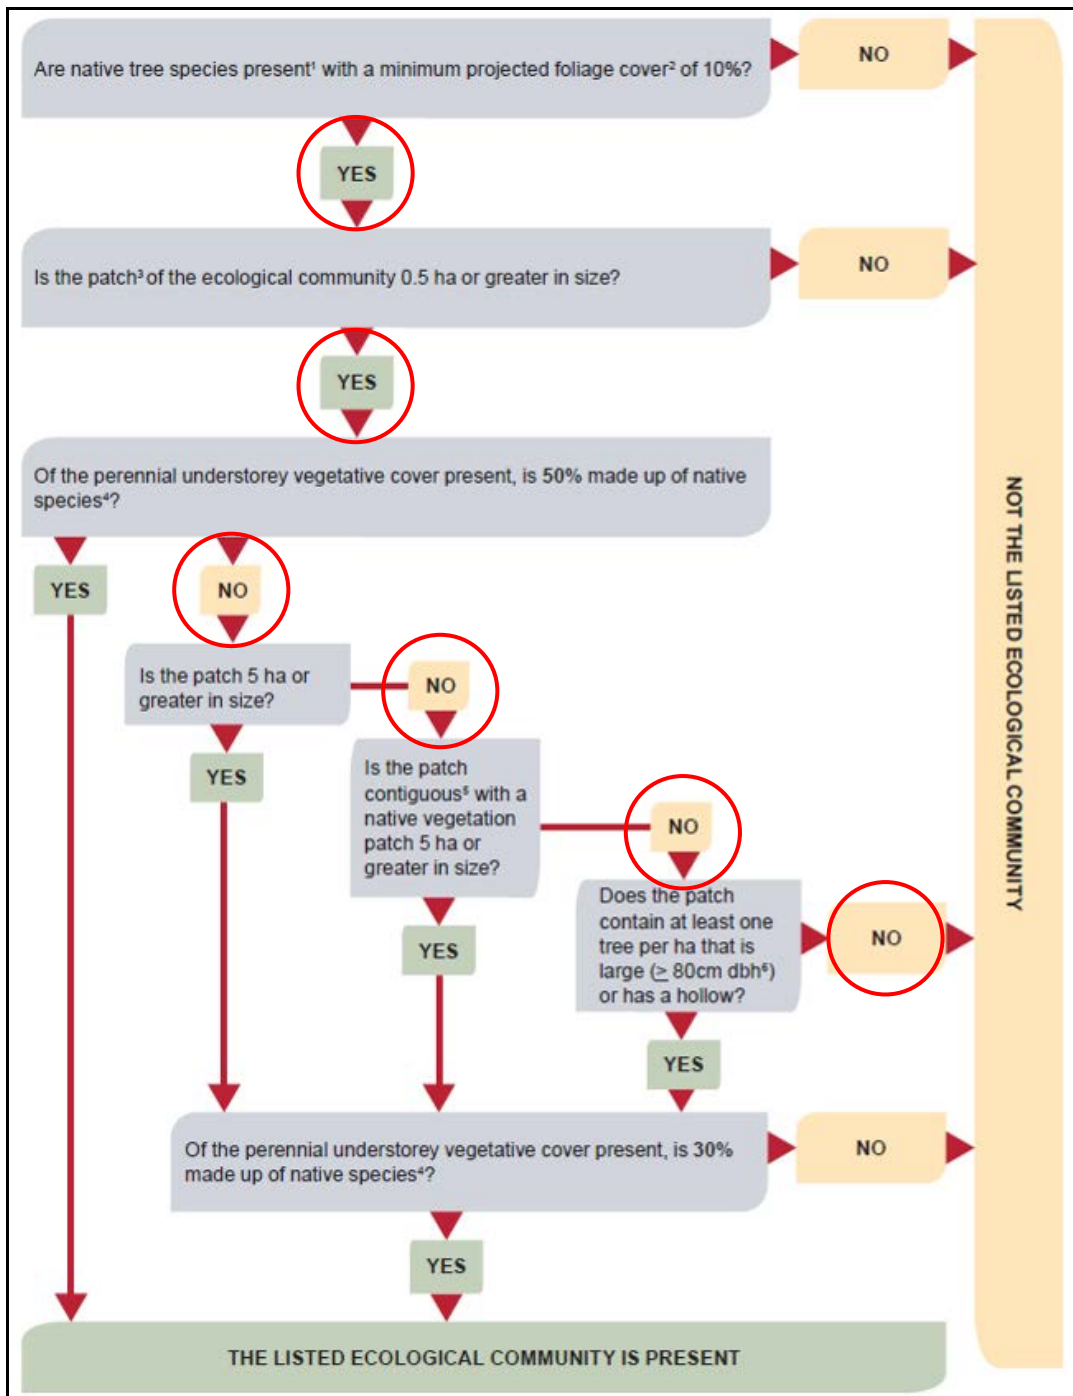 Are native tree species present¹ with a minimum projected foliage cover² of 10%?
NO
YES
Is the patch³ of the ecological community 0.5 ha or greater in size?
NO
YES
Of the perennial understorey vegetative cover present, is 50% made up of native
species⁴?
YES
NO
Is the patch 5 ha or
greater in size?
NO
YES
Is the patch
contiguous⁵ with a
native vegetation
patch 5 ha or
greater in size?
NO
YES
Does the patch
contain at least one
tree per ha that is
large (≥ 80cm dbh⁶)
or has a hollow?
NO
YES
Of the perennial understorey vegetative cover present, is 30%
made up of native species⁴?
NO
YES
THE LISTED ECOLOGICAL COMMUNITY IS PRESENT
NOT THE LISTED ECOLOGICAL COMMUNITY